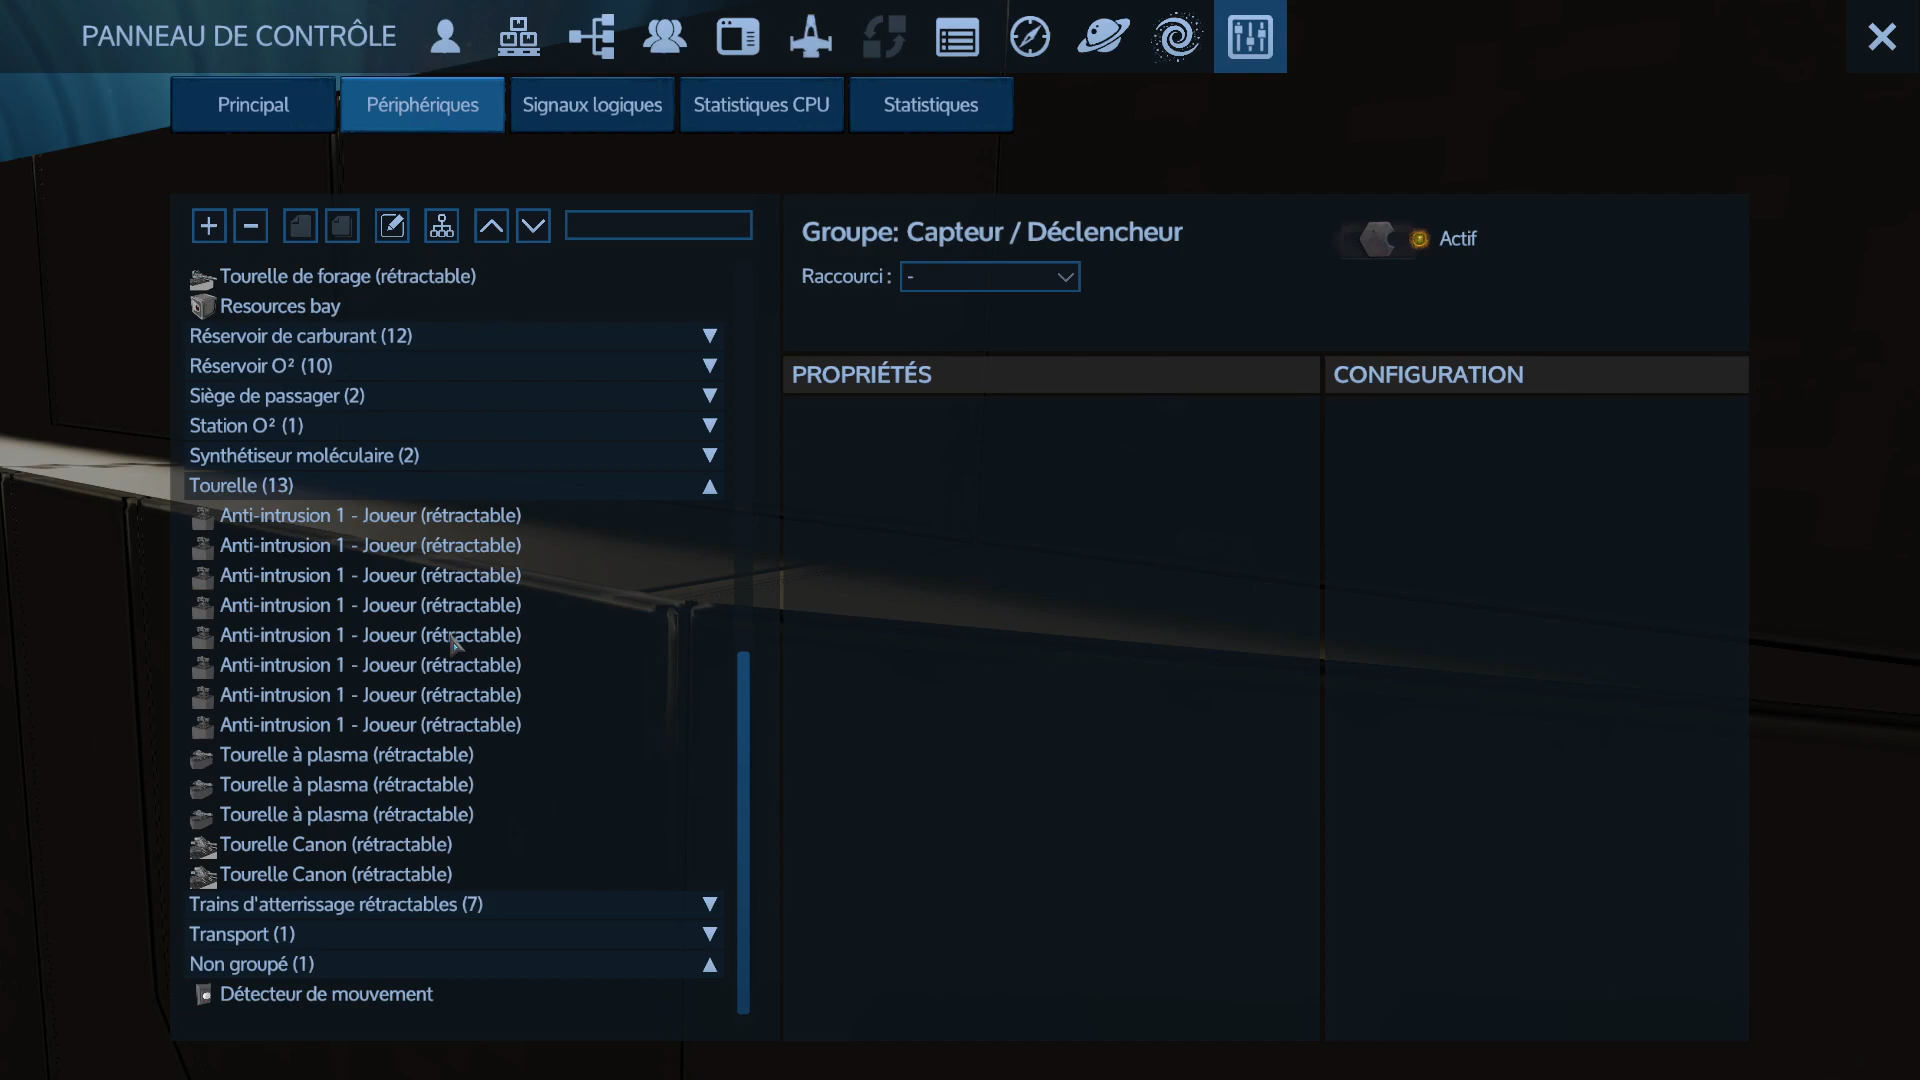 PANNEAU DE CONTRÔLE
Principal
Périphériques
Signaux logiques
Statistiques CPU
Statistiques
Groupe: Capteur / Déclencheur
Actif
Raccourci :
-
PROPRIÉTÉS
CONFIGURATION
Tourelle de forage (rétractable)
Resources bay
Réservoir de carburant (12)
Réservoir O² (10)
Siège de passager (2)
Station O² (1)
Synthétiseur moléculaire (2)
Tourelle (13)
Anti-intrusion 1 - Joueur (rétractable)
Anti-intrusion 1 - Joueur (rétractable)
Anti-intrusion 1 - Joueur (rétractable)
Anti-intrusion 1 - Joueur (rétractable)
Anti-intrusion 1 - Joueur (rétractable)
Anti-intrusion 1 - Joueur (rétractable)
Anti-intrusion 1 - Joueur (rétractable)
Anti-intrusion 1 - Joueur (rétractable)
Tourelle à plasma (rétractable)
Tourelle à plasma (rétractable)
Tourelle à plasma (rétractable)
Tourelle Canon (rétractable)
Tourelle Canon (rétractable)
Trains d'atterrissage rétractables (7)
Transport (1)
Non groupé (1)
Détecteur de mouvement